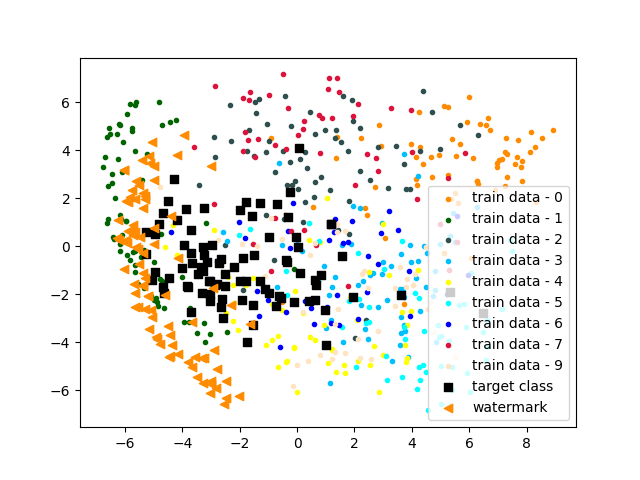 6
4
2
0
−2
−4
−6
−6
−4
−2
0
2
4
6
8
train data - 0
train data - 1
train data - 2
train data - 3
train data - 4
train data - 5
train data - 6
train data - 7
train data - 9
target class
watermark